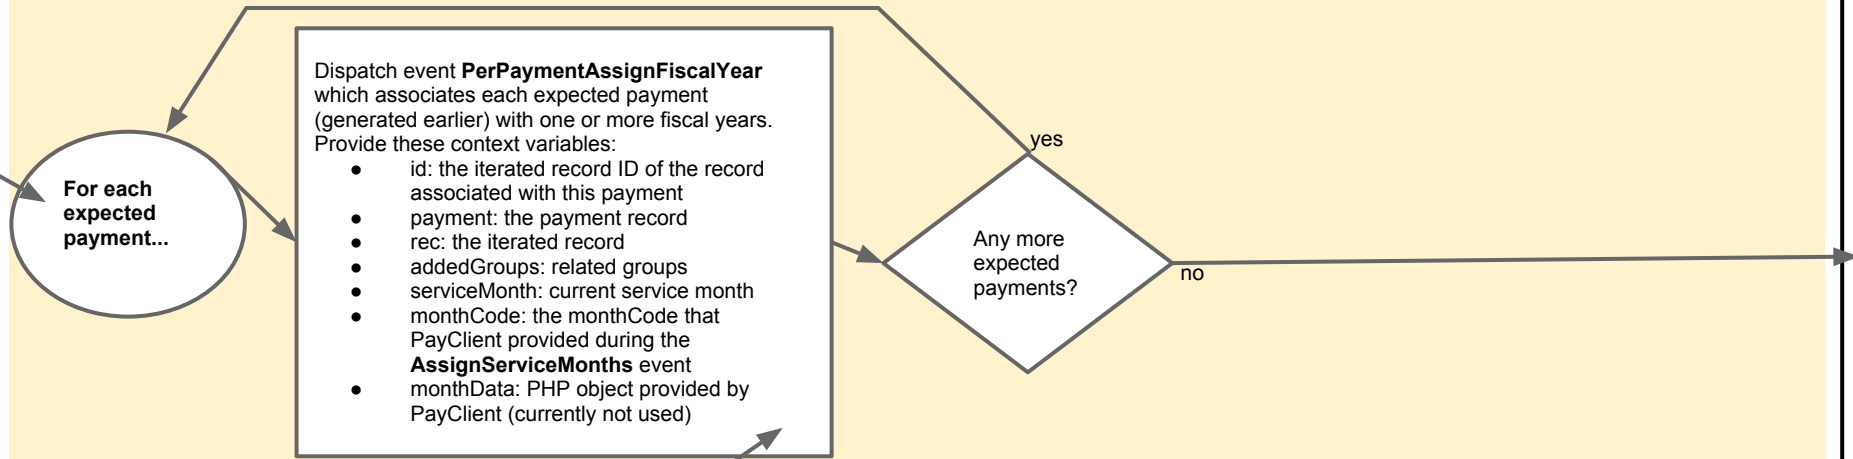 For each
expected
payment...
Dispatch event PerPaymentAssignFiscalYear
which associates each expected payment
(generated earlier) with one or more fiscal years.
Provide these context variables:
● id: the iterated record ID of the record
associated with this payment
● payment: the payment record
● rec: the iterated record
● addedGroups: related groups
● serviceMonth: current service month
● monthCode: the monthCode that
PayClient provided during the
AssignServiceMonths event
● monthData: PHP object provided by
PayClient (currently not used)
yes
Any more
expected
payments?
no